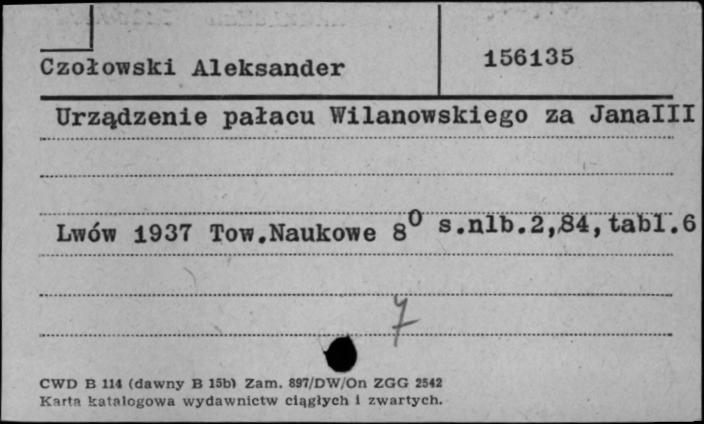 Czołowski Aleksander
156135
Urządzenie pałacu Wilanowskiego za JanaIII
Lwów 1937 Tow.Naukowe 8⁰ s.nlb.2,84,tabl.6
7
CWD B 114 (dawny B 15b) Zam. 897/DW/On ZGG 2542
Karta katalogowa wydawnictw ciągłych i zwartych.